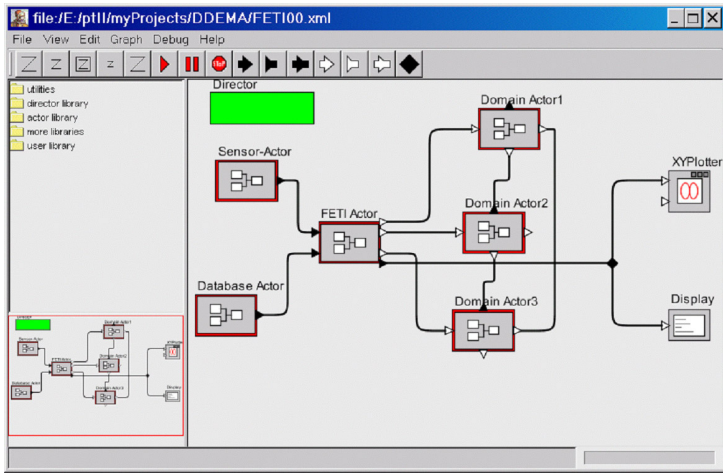 file:/E:/ptII/myProjects/DDEMA/FETI00.xml
File View Edit Graph Debug Help
STOP
utilities
director library
actor library
more libraries
user library
Director
Domain Actor1
Sensor-Actor
XYPlotter
FETI Actor
Domain Actor2
Database Actor
Display
Domain Actor3